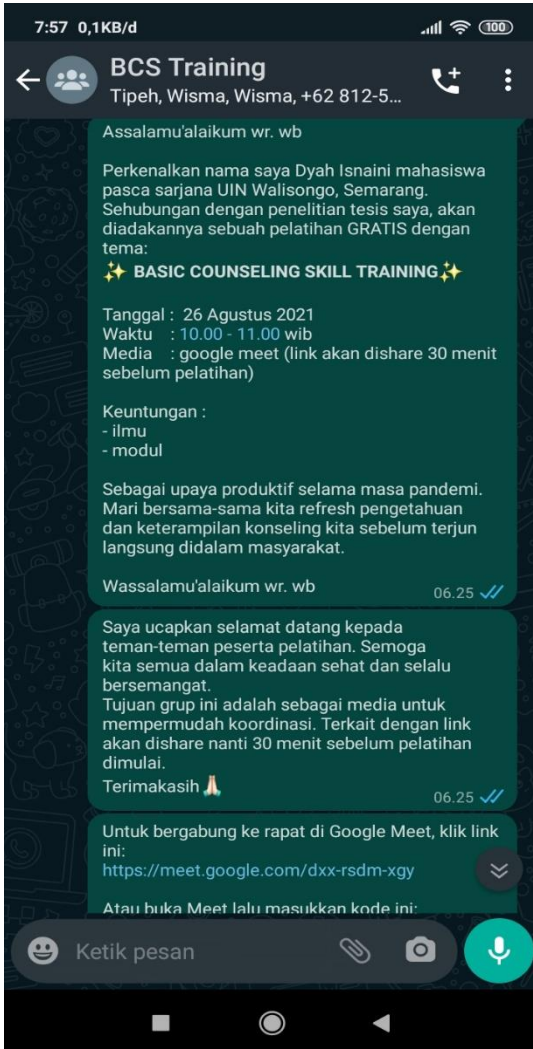 7:57 0,1KB/d
100
BCS Training
Tipeh, Wisma, Wisma, +62 812-5...
Assalamu'alaikum wr. wb
Perkenalkan nama saya Dyah Isnaini mahasiswa
pasca sarjana UIN Walisongo, Semarang.
Sehubungan dengan penelitian tesis saya, akan
diadakannya sebuah pelatihan GRATIS dengan
tema:
✨ BASIC COUNSELING SKILL TRAINING✨
Tanggal : 26 Agustus 2021
Waktu : 10.00 - 11.00 wib
Media : google meet (link akan dishare 30 menit
sebelum pelatihan)
Keuntungan :
- ilmu
- modul
Sebagai upaya produktif selama masa pandemi.
Mari bersama-sama kita refresh pengetahuan
dan keterampilan konseling kita sebelum terjun
langsung didalam masyarakat.
Wassalamu'alaikum wr. wb
06.25
Saya ucapkan selamat datang kepada
teman-teman peserta pelatihan. Semoga
kita semua dalam keadaan sehat dan selalu
bersemangat.
Tujuan grup ini adalah sebagai media untuk
mempermudah koordinasi. Terkait dengan link
akan dishare nanti 30 menit sebelum pelatihan
dimulai.
Terimakasih 🙏🏻
06.25
Untuk bergabung ke rapat di Google Meet, klik link
ini:
https://meet.google.com/dxx-rsdm-xgy
Atau buka Meet lalu masukkan kode ini:
Ketik pesan